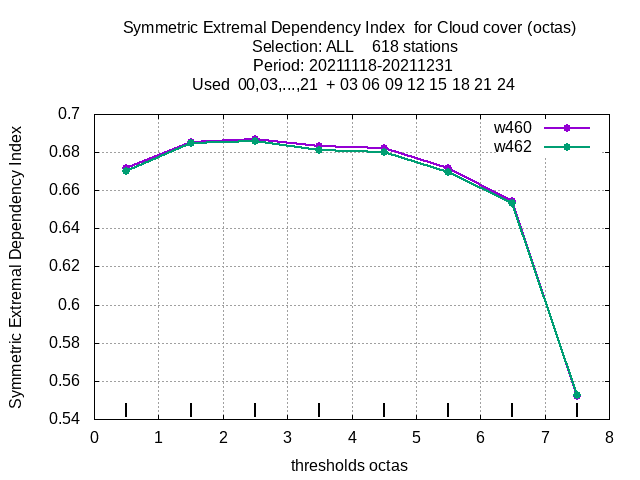 Symmetric Extremal Dependency Index  for Cloud cover (octas)
Selection: ALL    618 stations
Period: 20211118-20211231
Used  00,03,...,21  + 03 06 09 12 15 18 21 24
Symmetric Extremal Dependency Index
0.7
0.68
0.66
0.64
0.62
0.6
0.58
0.56
0.54
w460
w462
0 1 2 3 4 5 6 7 8
thresholds octas